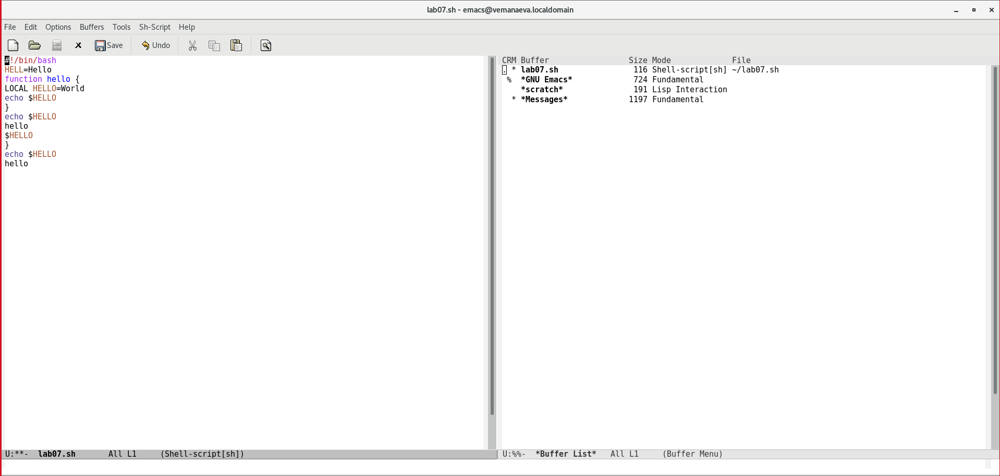 lab07.sh - emacs@vemanaeva.localdomain
File Edit Options Buffers Tools Sh-Script Help
Save Undo
#!/bin/bash
HELL=Hello
function hello {
LOCAL HELLO=World
echo $HELLO
}
echo $HELLO
hello
$HELLO
}
echo $HELLO
hello
U:**- lab07.sh All L1 (Shell-script[sh])
CRM Buffer Size Mode File
. * lab07.sh 116 Shell-script[sh] ~/lab07.sh
% *GNU Emacs* 724 Fundamental
*scratch* 191 Lisp Interaction
* *Messages* 1197 Fundamental
U:%%- *Buffer List* All L1 (Buffer Menu)